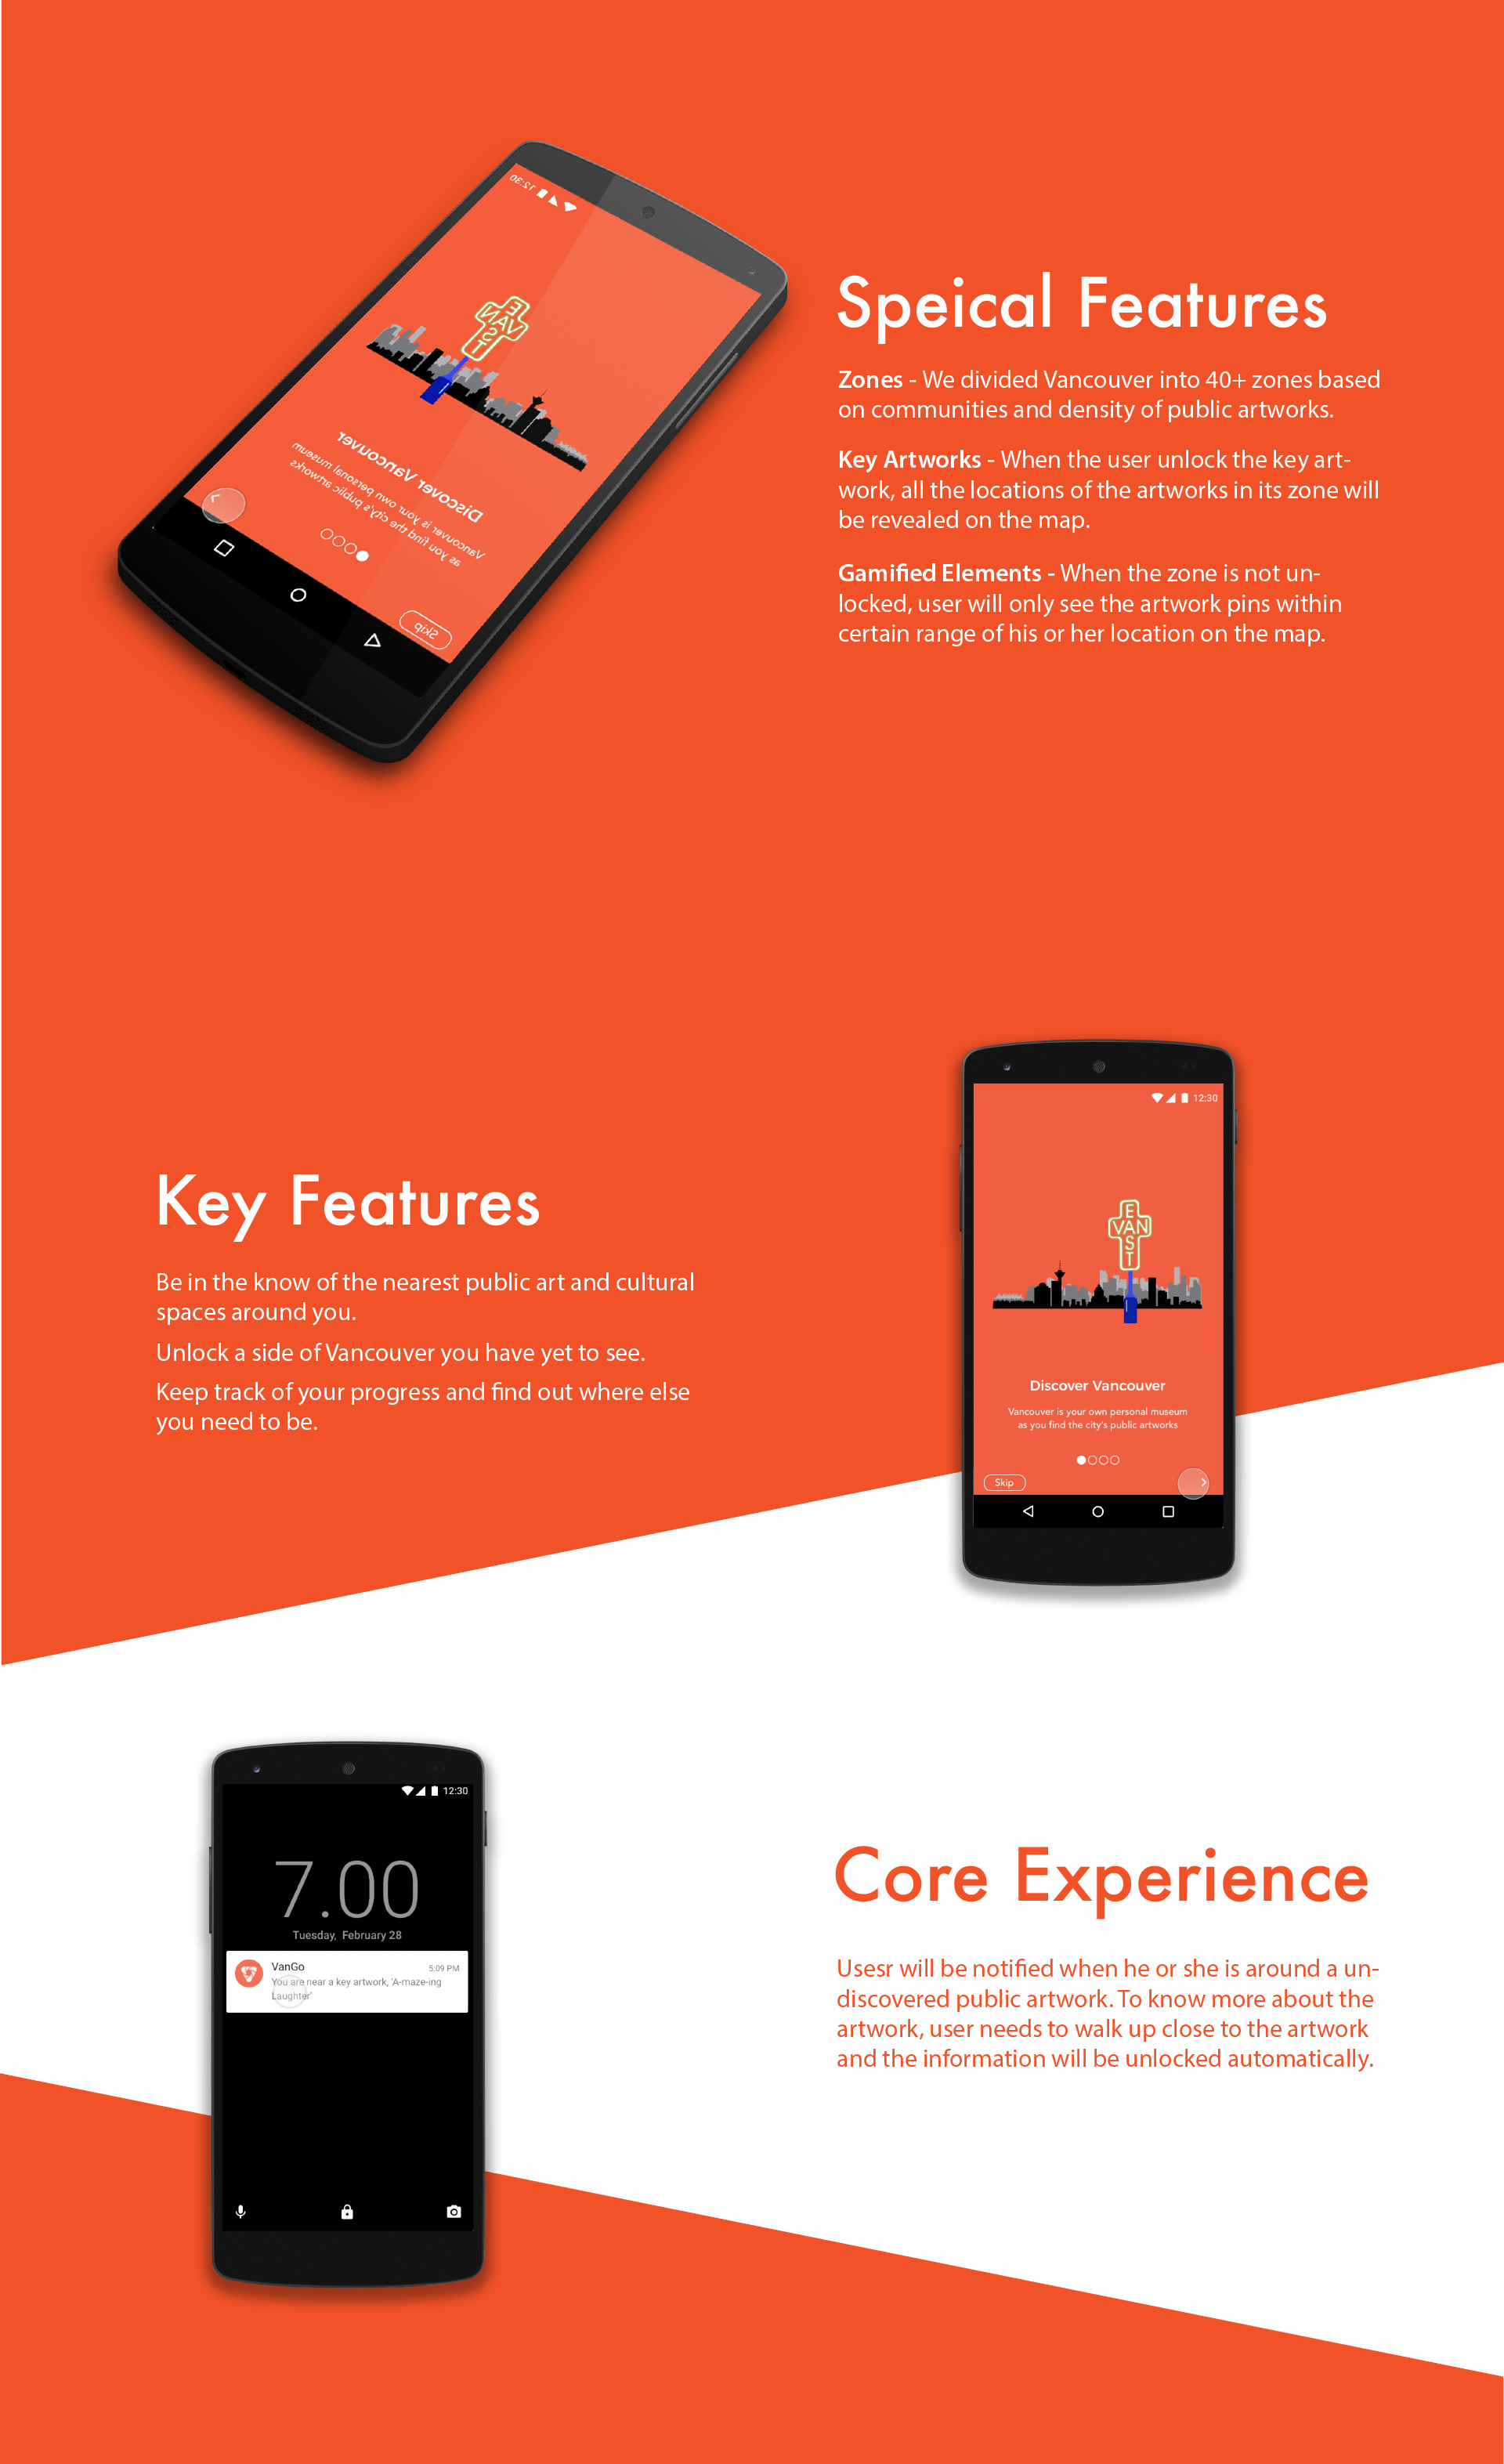 12:30
E
VAN
S
T
Discover Vancouver
Vancouver is your own personal museum
as you find the city's public artworks
Skip
Speical Features
Zones - We divided Vancouver into 40+ zones based
on communities and density of public artworks.
Key Artworks - When the user unlock the key art-
work, all the locations of the artworks in its zone will
be revealed on the map.
Gamified Elements - When the zone is not un-
locked, user will only see the artwork pins within
certain range of his or her location on the map.
Key Features
Be in the know of the nearest public art and cultural
spaces around you.
Unlock a side of Vancouver you have yet to see.
Keep track of your progress and find out where else
you need to be.
12:30
E
VAN
S
T
Discover Vancouver
Vancouver is your own personal museum
as you find the city's public artworks
Skip
12:30
7.00
Tuesday, February 28
VanGo 5:09 PM
You are near a key artwork, 'A-maze-ing
Laughter'
Core Experience
Usesr will be notified when he or she is around a un-
discovered public artwork. To know more about the
artwork, user needs to walk up close to the artwork
and the information will be unlocked automatically.